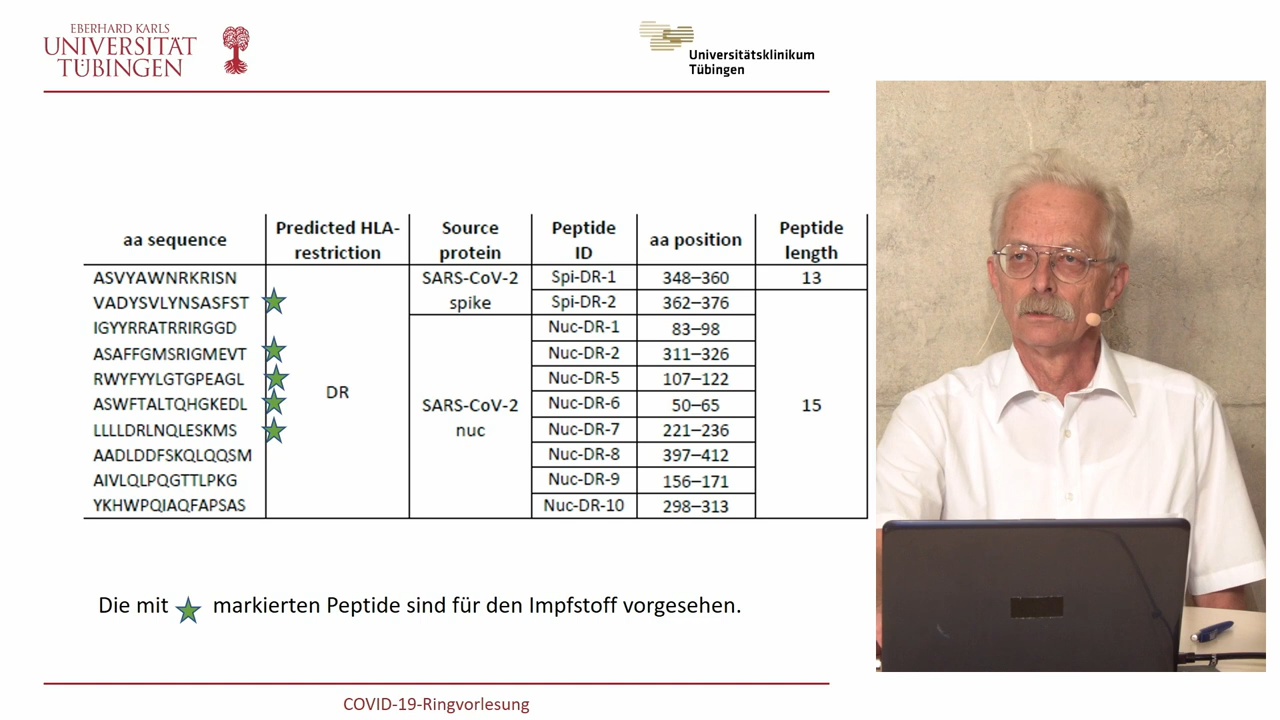 EBERHARD KARLS
UNIVERSITÄT
TÜBINGEN
Universitätsklinikum
Tübingen
aa sequence | Predicted HLA-restriction | Source protein | Peptide ID | aa position | Peptide length
ASVYAWNRKRISN | DR | SARS-CoV-2 spike | Spi-DR-1 | 348–360 | 13
VADYSVLYNSASFST | Spi-DR-2 | 362–376 | 15
IGYYRRATRRIRGGD | SARS-CoV-2 nuc | Nuc-DR-1 | 83–98
ASAFFGMSRIGMEVT | Nuc-DR-2 | 311–326
RWYFYYLGTGPEAGL | Nuc-DR-5 | 107–122
ASWFTALTQHGKEDL | Nuc-DR-6 | 50–65
LLLLDRLNQLESKMS | Nuc-DR-7 | 221–236
AADLDDFSKQLQQSM | Nuc-DR-8 | 397–412
AIVLQLPQGTTLPKG | Nuc-DR-9 | 156–171
YKHWPQIAQFAPSAS | Nuc-DR-10 | 298–313
Die mit markierten Peptide sind für den Impfstoff vorgesehen.
COVID-19-Ringvorlesung